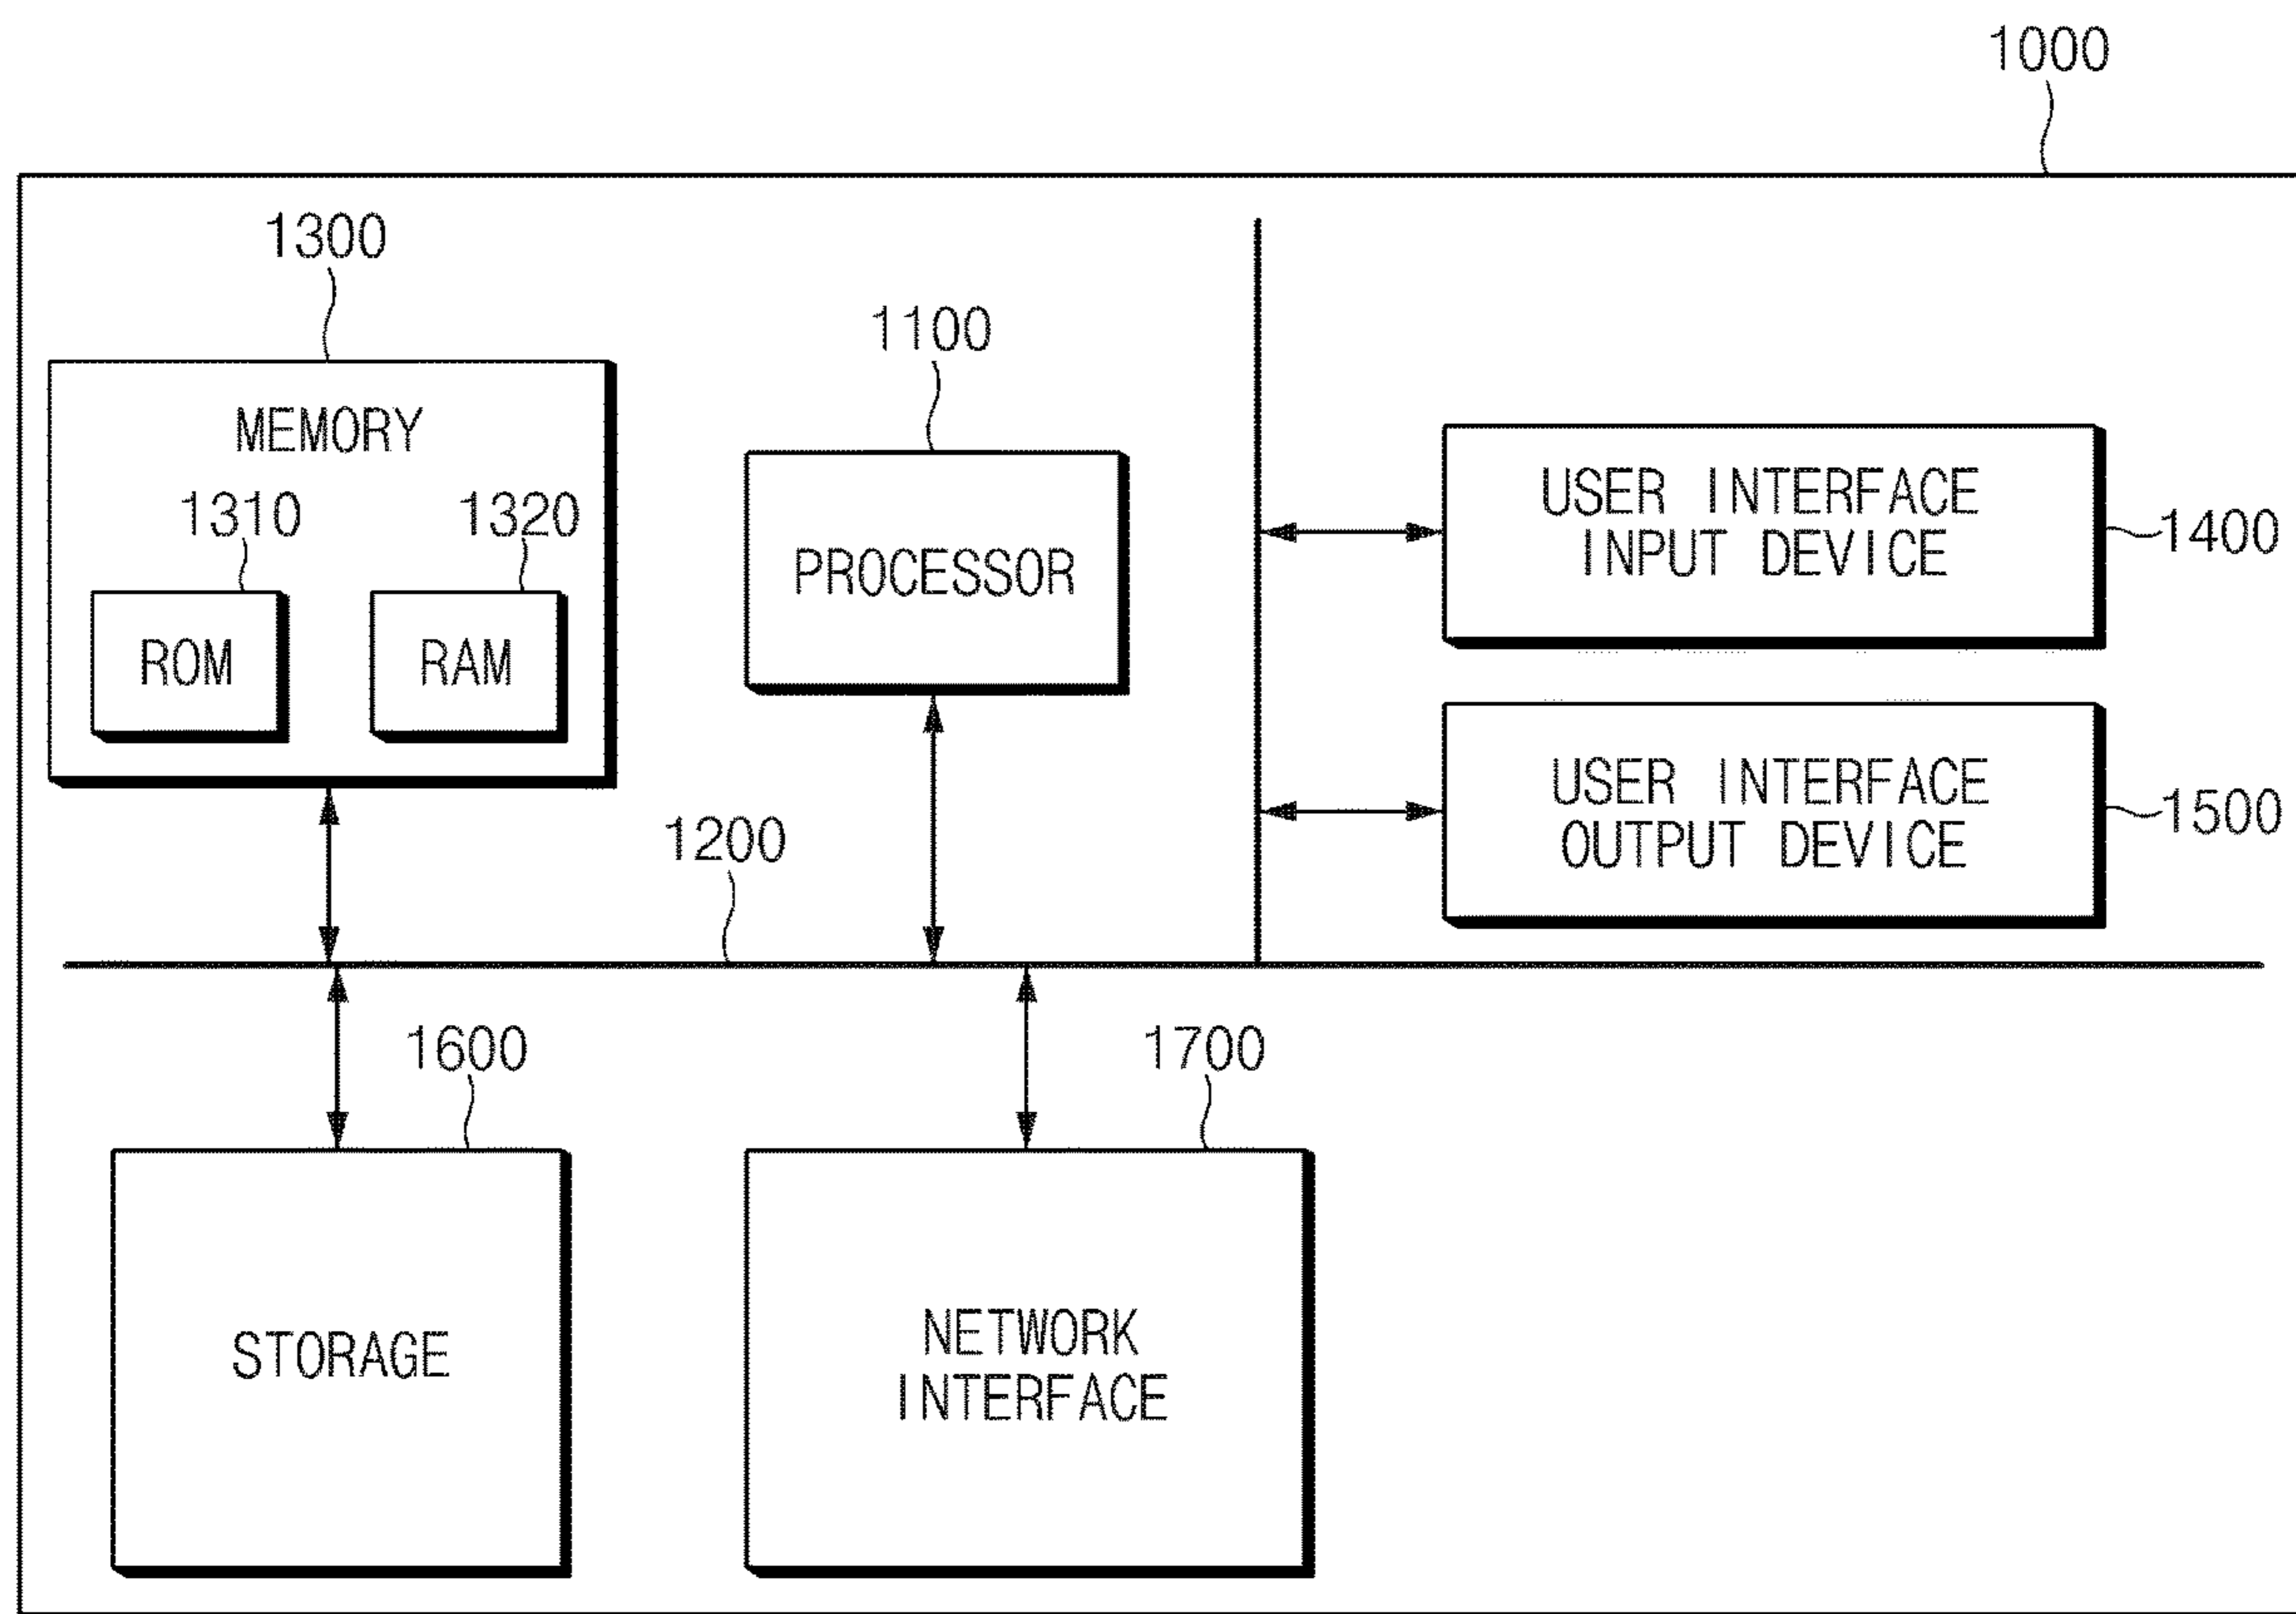 1000
1300
1100
MEMORY
1310
1320
ROM
RAM
PROCESSOR
USER INTERFACE
INPUT DEVICE
1400
USER INTERFACE
OUTPUT DEVICE
1500
1200
1600
1700
STORAGE
NETWORK
INTERFACE